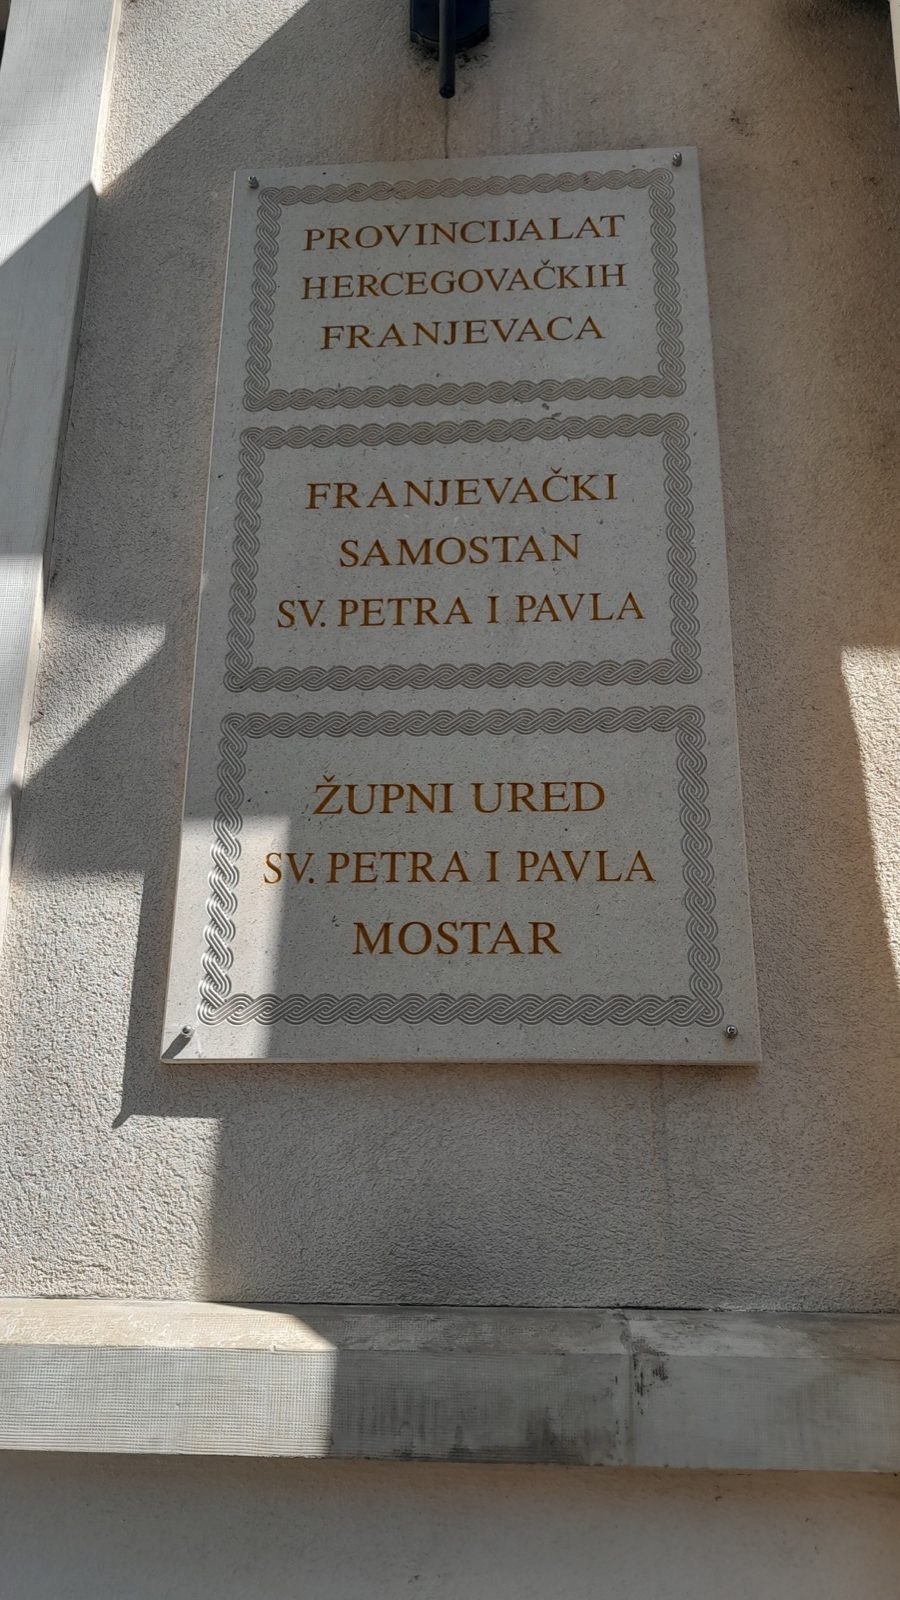 PROVINCIJALAT
HERCEGOVAČKIH
FRANJEVACA
FRANJEVAČKI
SAMOSTAN
SV. PETRA I PAVLA
ŽUPNI URED
SV. PETRA I PAVLA
MOSTAR